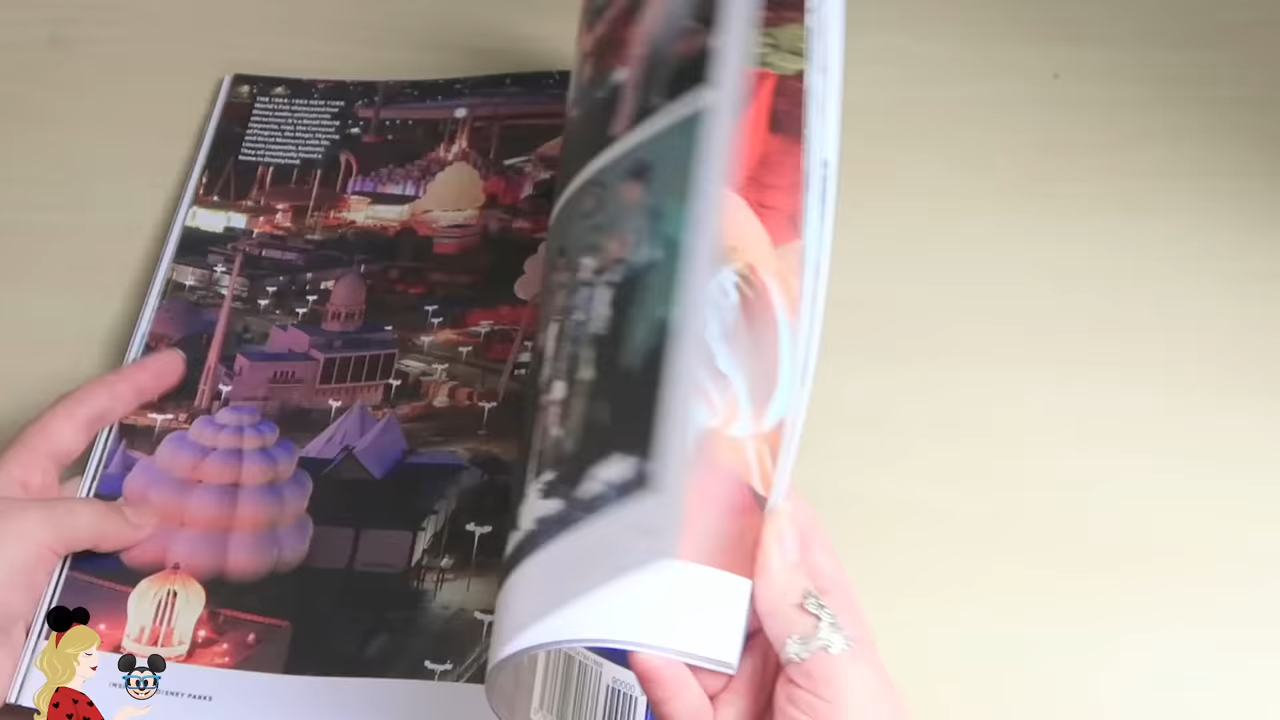 THE 1964–1965 NEW YORK
World's Fair showcased four
Disney audio-animatronic
attractions: it's a small world
(opposite, top), the Carousel
of Progress, the Magic Skyway,
and Great Moments with Mr.
Lincoln (opposite, bottom).
They all eventually found a
home in Disneyland.
DISNEY PARKS
90000